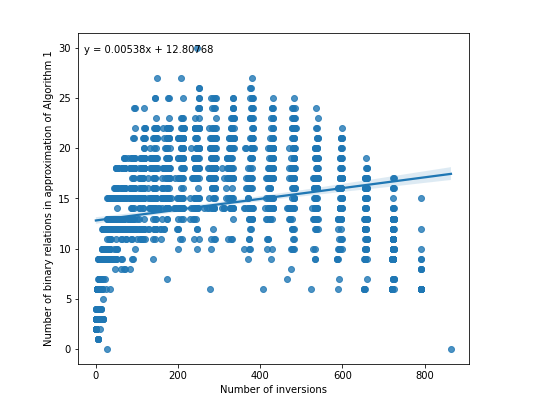 y = 0.00538x + 12.80768
30
25
20
15
10
5
0
0 200 400 600 800
Number of inversions
Number of binary relations in approximation of Algorithm 1